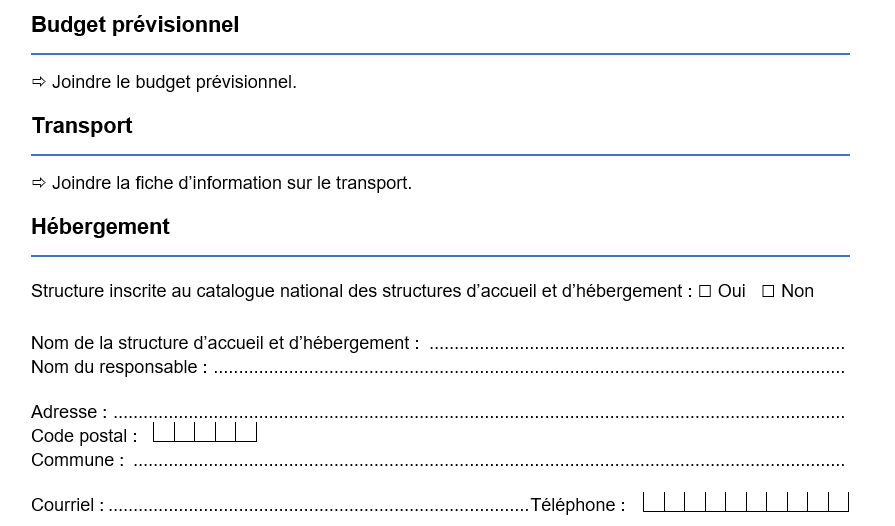 Budget prévisionnel
⇨ Joindre le budget prévisionnel.
Transport
⇨ Joindre la fiche d’information sur le transport.
Hébergement
Structure inscrite au catalogue national des structures d’accueil et d’hébergement : ☐ Oui ☐ Non
Nom de la structure d’accueil et d’hébergement : ....................................................................................
Nom du responsable : ...............................................................................................................................
Adresse : ...................................................................................................................................................
Code postal :
Commune : ...............................................................................................................................................
Courriel : ..................................................................................... Téléphone :